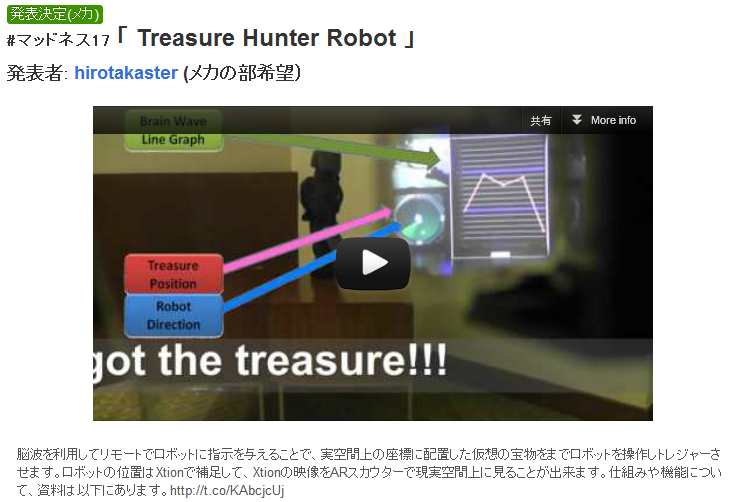 発表決定(メカ)
#マッドネス17「 Treasure Hunter Robot 」
発表者: hirotakaster (メカの部希望)
共有 More info
Brain Wave
Line Graph
Treasure
Position
Robot
Direction
got the treasure!!!
脳波を利用してリモートでロボットに指示を与えることで、実空間上の座標に配置した仮想の宝物をまでロボットを操作しトレジャーさ
せます。ロボットの位置はXtionで補足して、Xtionの映像をARスカウターで現実空間上に見ることが出来ます。仕組みや機能につい
て、資料は以下にあります。http://t.co/KAbcjcUj